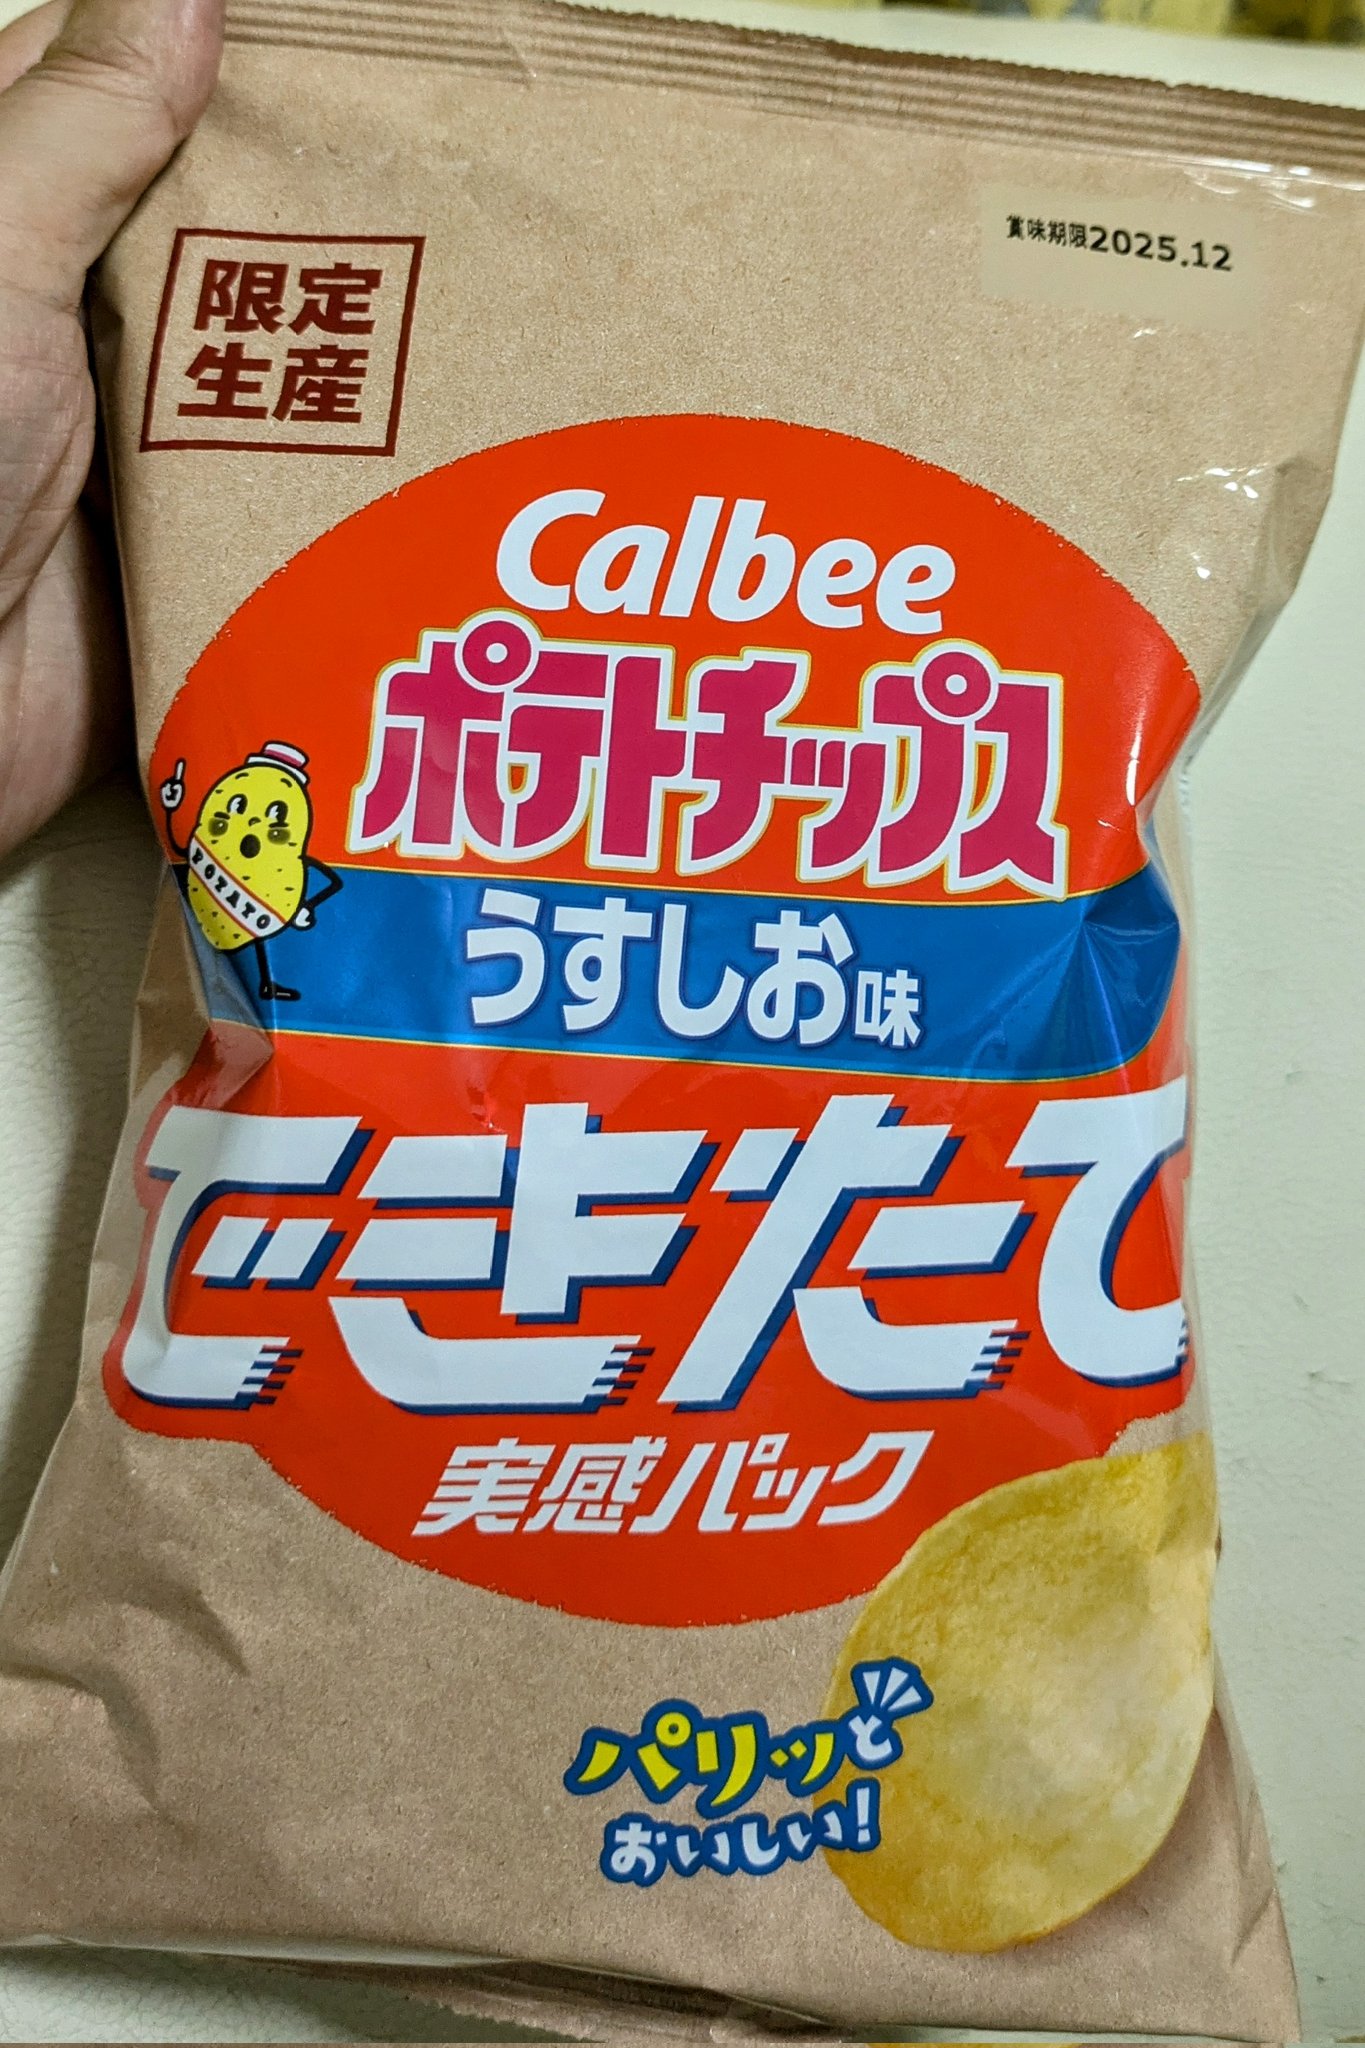 限定
生産
賞味期限2025.12
Calbee
ポテトチップス
POTATO
うすしお味
できたて
実感パック
パリッと
おいしい!